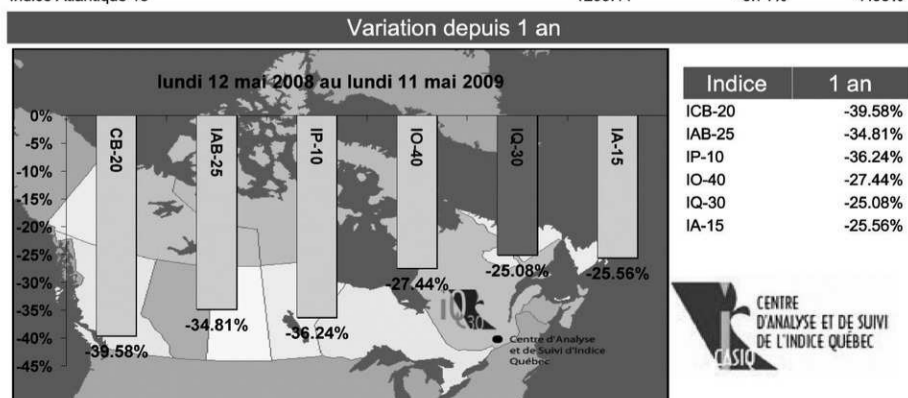 Variation depuis 1 an
lundi 12 mai 2008 au lundi 11 mai 2009
0%
-5%
-10%
-15%
-20%
-25%
-30%
-35%
-40%
-45%
CB-20
IAB-25
IP-10
IO-40
IQ-30
IA-15
-39.58%
-34.81%
-36.24%
-27.44%
-25.08%
-25.56%
iQ30
Centre d'Analyse
et de Suivi d'Indice
Québec
Indice 1 an
ICB-20 -39.58%
IAB-25 -34.81%
IP-10 -36.24%
IO-40 -27.44%
IQ-30 -25.08%
IA-15 -25.56%
CASIQ
CENTRE
D'ANALYSE ET DE SUIVI
DE L'INDICE QUÉBEC